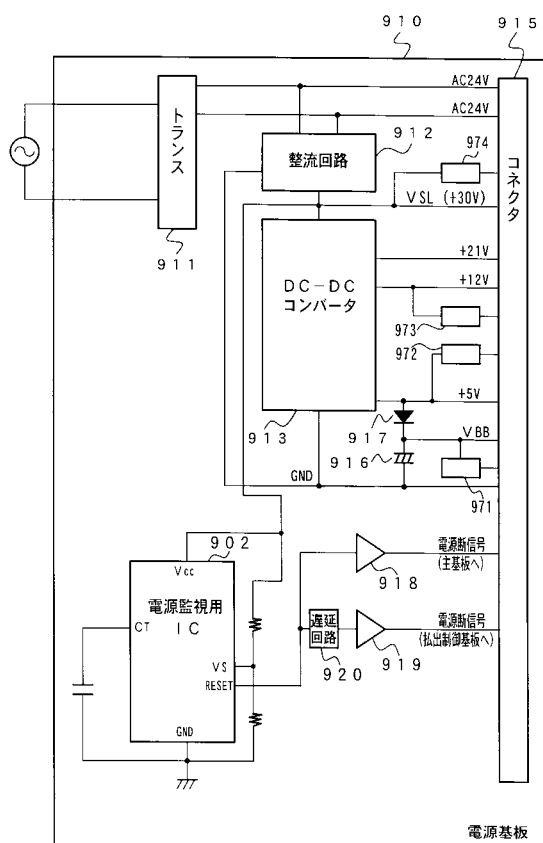 910
915
AC24V
AC24V
トランス
912
整流回路
974
コネクタ
VSL (+30V)
911
+21V
DC-DC
コンバータ
+12V
973
972
+5V
913
917
VBB
916
GND
971
902
Vcc
電源監視用
IC
CT
VS
RESET
GND
電源断信号
(主基板へ)
918
遅延
回路
電源断信号
(払出制御基板へ)
919
920
電源基板